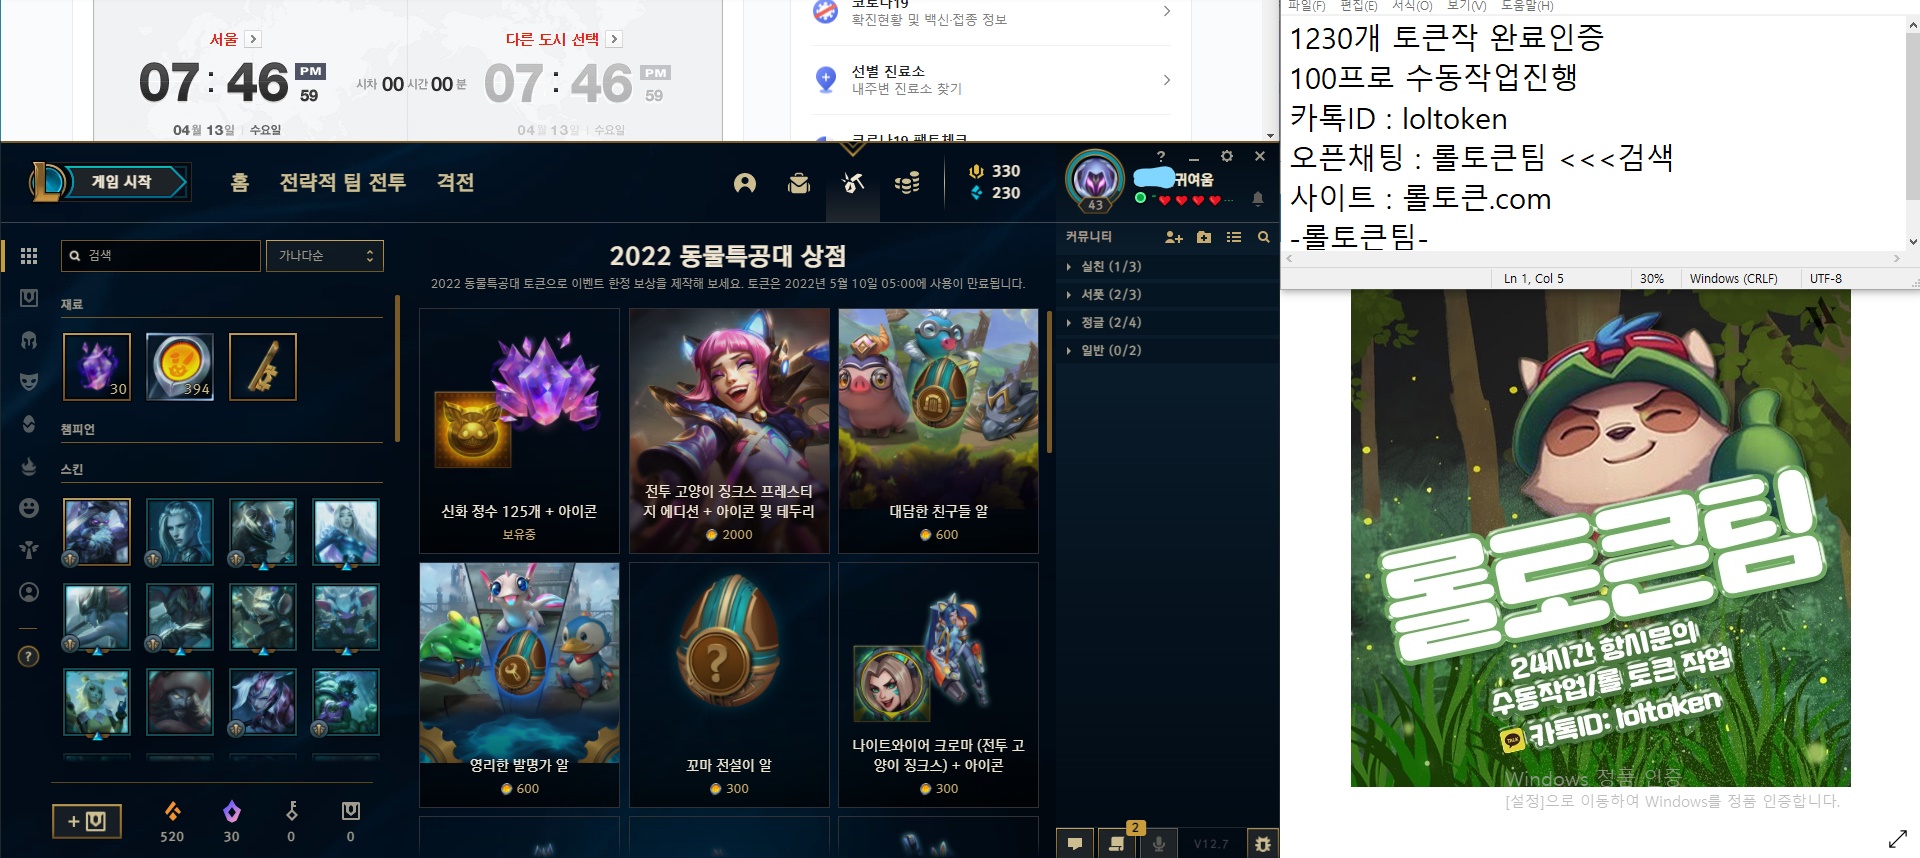 코로나19
확진현황 및 백신·접종 정보
서울
다른 도시 선택
07 : 46 PM 59
시차 00 시간 00 분
07 : 46 PM 59
선별 진료소
내주변 진료소 찾기
04월 13일 수요일
04월 13일 수요일
코로나19 팩트체크
파일(F) 편집(E) 서식(O) 보기(V) 도움말(H)
1230개 토큰작 완료인증
100프로 수동작업진행
카톡ID : loltoken
오픈채팅 : 롤토큰팀 <<<검색
사이트 : 롤토큰.com
-롤토큰팀-
Ln 1, Col 5 30% Windows (CRLF) UTF-8
게임 시작
홈 전략적 팀 전투 격전
330
230
43
귀여움
커뮤니티
실친 (1/3)
서폿 (2/3)
정글 (2/4)
일반 (0/2)
검색
가나다순
재료
30
394
챔피언
스킨
520
30
0
0
2022 동물특공대 상점
2022 동물특공대 토큰으로 이벤트 한정 보상을 제작해 보세요. 토큰은 2022년 5월 10일 05:00에 사용이 만료됩니다.
신화 정수 125개 + 아이콘
보유중
전투 고양이 징크스 프레스티
지 에디션 + 아이콘 및 테두리
2000
대담한 친구들 알
600
영리한 발명가 알
600
꼬마 전설이 알
300
나이트와이어 크로마 (전투 고
양이 징크스) + 아이콘
300
2
V12.7
롤토큰팀
24시간 항시문의
수동작업/롤 토큰 작업
TALK 카톡ID: loltoken
Windows 정품 인증
[설정]으로 이동하여 Windows를 정품 인증합니다.